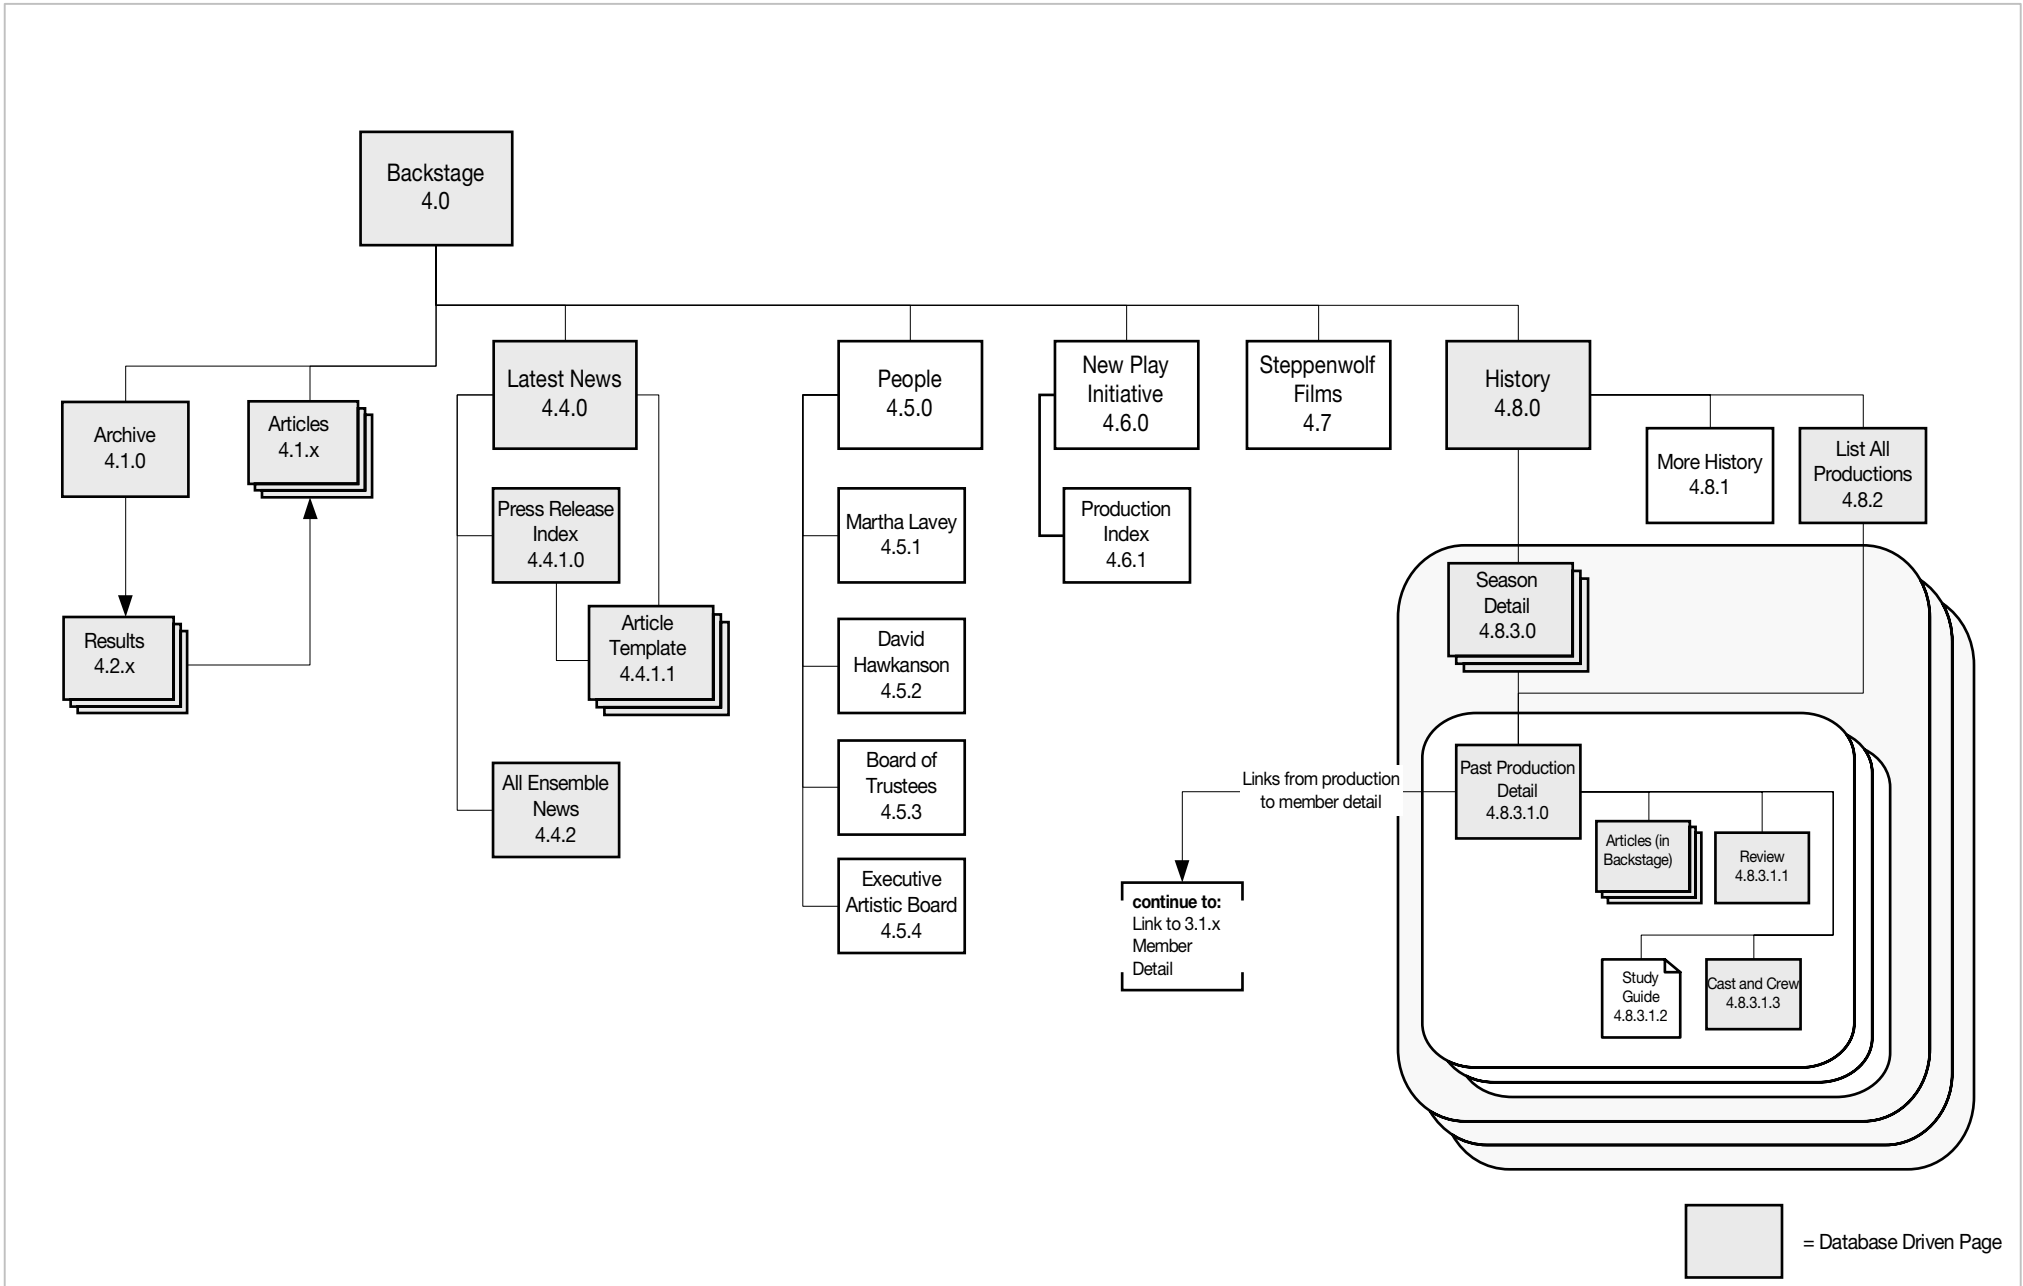 Backstage
4.0
Archive
4.1.0
Articles
4.1.x
Results
4.2.x
Latest News
4.4.0
Press Release
Index
4.4.1.0
Article
Template
4.4.1.1
All Ensemble
News
4.4.2
People
4.5.0
Martha Lavey
4.5.1
David
Hawkanson
4.5.2
Board of
Trustees
4.5.3
Executive
Artistic Board
4.5.4
New Play
Initiative
4.6.0
Production
Index
4.6.1
Steppenwolf
Films
4.7
History
4.8.0
More History
4.8.1
List All
Productions
4.8.2
Season
Detail
4.8.3.0
Past Production
Detail
4.8.3.1.0
Links from production
to member detail
continue to:
Link to 3.1.x
Member
Detail
Articles (in
Backstage)
Review
4.8.3.1.1
Study
Guide
4.8.3.1.2
Cast and Crew
4.8.3.1.3
= Database Driven Page